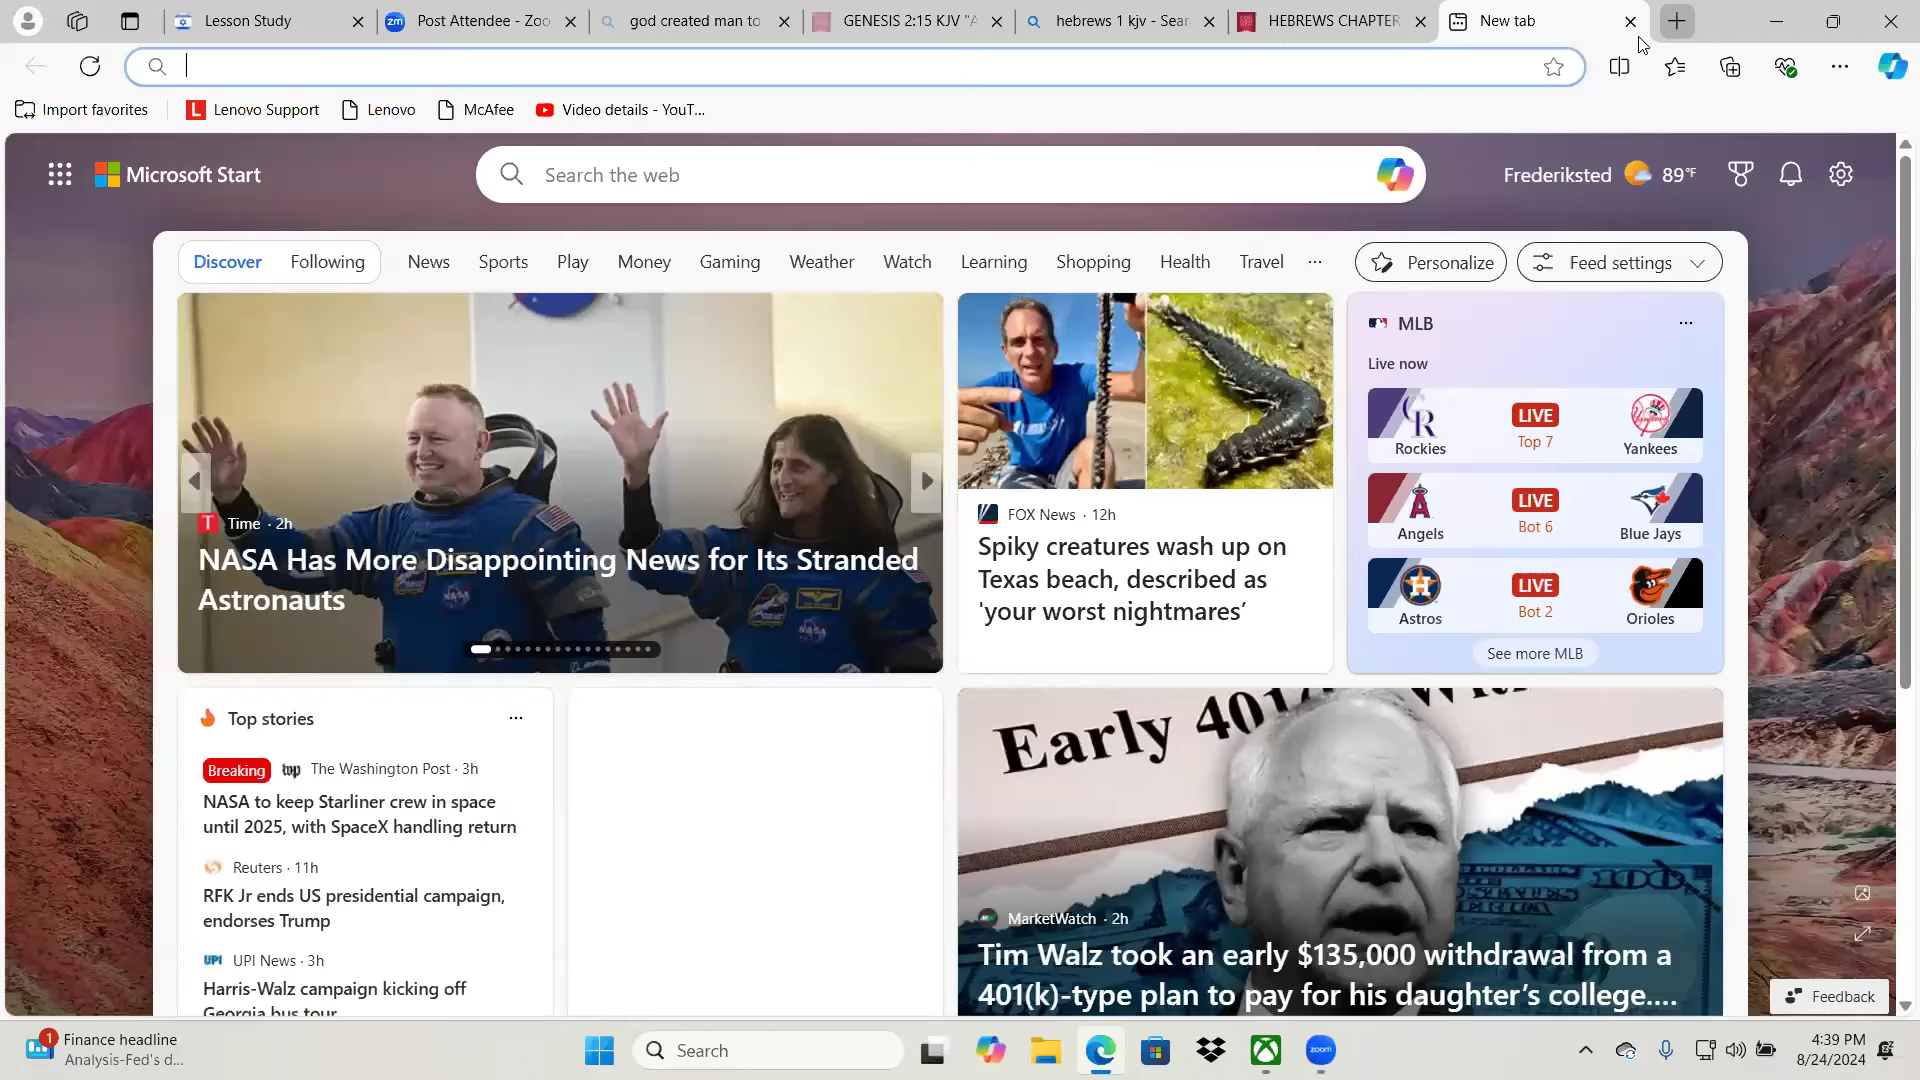 Lesson Study
Post Attendee - Zoo
god created man to
GENESIS 2:15 KJV "A
hebrews 1 kjv - Sear
HEBREWS CHAPTER
New tab
Import favorites
Lenovo Support
Lenovo
McAfee
Video details - YouT...
Microsoft Start
Search the web
Frederiksted
89°F
Discover
Following
News
Sports
Play
Money
Gaming
Weather
Watch
Learning
Shopping
Health
Travel
Personalize
Feed settings
Time · 2h
NASA Has More Disappointing News for Its Stranded
Astronauts
FOX News · 12h
Spiky creatures wash up on
Texas beach, described as
'your worst nightmares’
MLB
Live now
LIVE
Top 7
Rockies
Yankees
LIVE
Bot 6
Angels
Blue Jays
LIVE
Bot 2
Astros
Orioles
See more MLB
Top stories
Breaking
The Washington Post · 3h
NASA to keep Starliner crew in space
until 2025, with SpaceX handling return
Reuters · 11h
RFK Jr ends US presidential campaign,
endorses Trump
UPI News · 3h
Harris-Walz campaign kicking off
Georgia bus tour
Early 401(
MarketWatch · 2h
Tim Walz took an early $135,000 withdrawal from a
401(k)-type plan to pay for his daughter’s college....
Feedback
1
Finance headline
Analysis-Fed's d...
Search
zoom
4:39 PM
8/24/2024